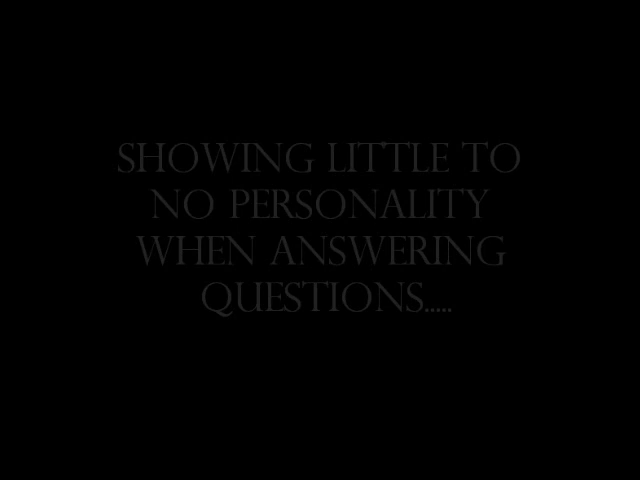 SHOWING LITTLE TO
NO PERSONALITY
WHEN ANSWERING
QUESTIONS.....